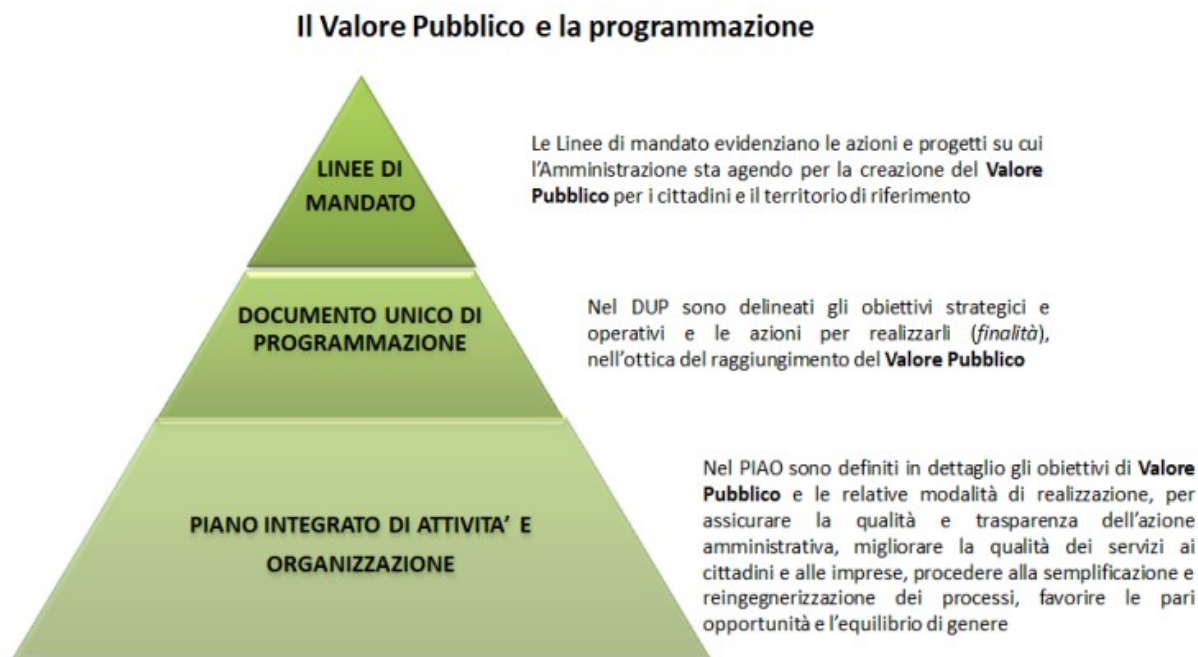 Il Valore Pubblico e la programmazione
LINEE DI
MANDATO
Le Linee di mandato evidenziano le azioni e progetti su cui
l'Amministrazione sta agendo per la creazione del Valore
Pubblico per i cittadini e il territorio di riferimento
DOCUMENTO UNICO DI
PROGRAMMAZIONE
Nel DUP sono delineati gli obiettivi strategici e
operativi e le azioni per realizzarli (finalità),
nell'ottica del raggiungimento del Valore Pubblico
PIANO INTEGRATO DI ATTIVITA' E
ORGANIZZAZIONE
Nel PIAO sono definiti in dettaglio gli obiettivi di Valore
Pubblico e le relative modalità di realizzazione, per
assicurare la qualità e trasparenza dell'azione
amministrativa, migliorare la qualità dei servizi ai
cittadini e alle imprese, procedere alla semplificazione e
reingegnerizzazione dei processi, favorire le pari
opportunità e l'equilibrio di genere